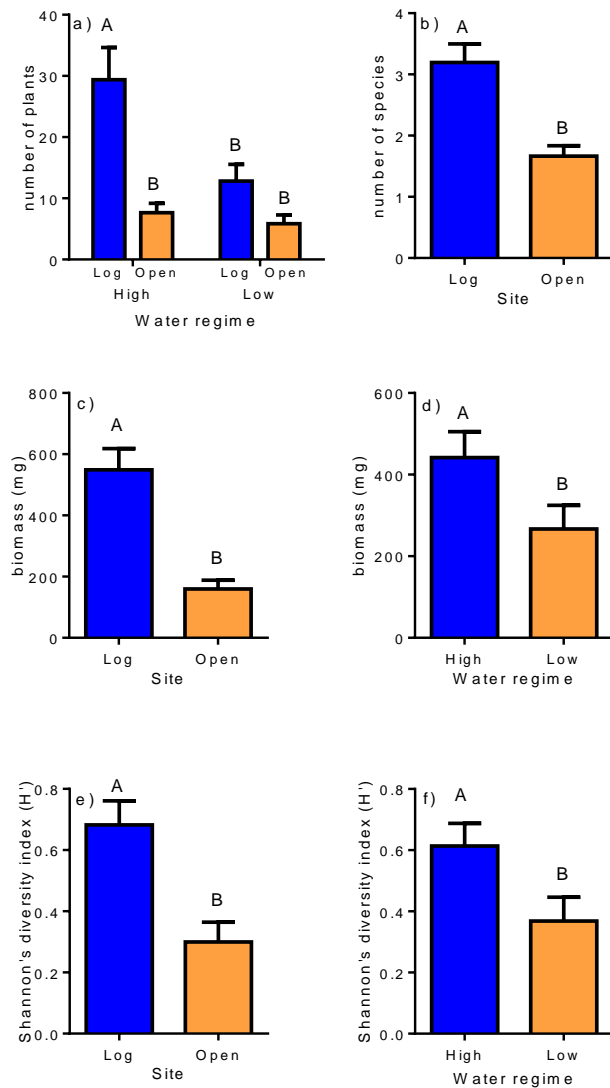 a)
A
B
B
B
number of plants
40
30
20
10
0
Log Open
Log Open
High
Low
Water regime
b)
A
B
number of species
4
3
2
1
0
Log
Open
Site
c)
A
B
biomass (mg)
800
600
400
200
0
Log
Open
Site
d)
A
B
biomass (mg)
600
400
200
0
High
Low
Water regime
e)
A
B
Shannon's diversity index (H')
0.8
0.6
0.4
0.2
0.0
Log
Open
Site
f)
A
B
Shannon's diversity index (H')
0.8
0.6
0.4
0.2
0.0
High
Low
Water regime